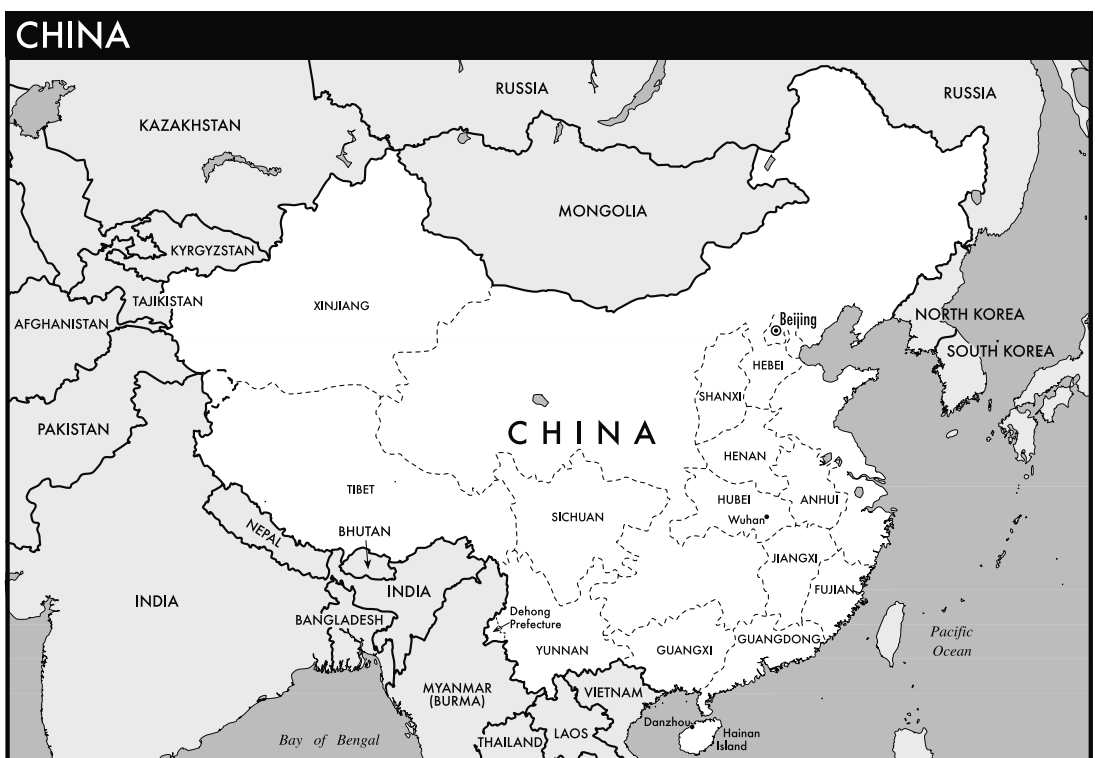 CHINA
RUSSIA
RUSSIA
KAZAKHSTAN
MONGOLIA
KYRGYZSTAN
TAJIKISTAN
XINJIANG
AFGHANISTAN
Beijing
NORTH KOREA
SOUTH KOREA
HEBEI
SHANXI
PAKISTAN
CHINA
HENAN
TIBET
HUBEI
ANHUI
Wuhan
SICHUAN
NEPAL
BHUTAN
JIANGXI
INDIA
INDIA
FUJIAN
BANGLADESH
Dehong
Prefecture
Pacific
Ocean
YUNNAN
GUANGXI
GUANGDONG
MYANMAR
(BURMA)
VIETNAM
Danzhou
Hainan
Island
Bay of Bengal
THAILAND
LAOS